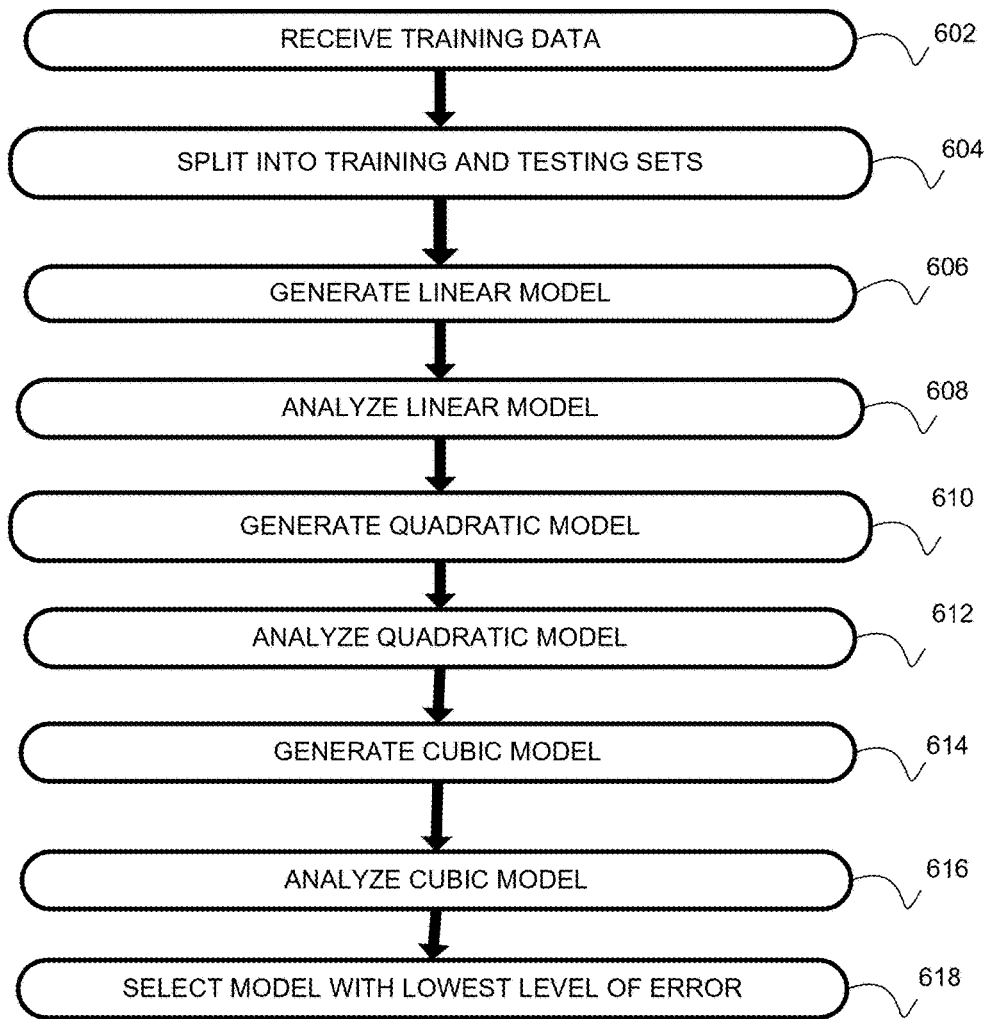 RECEIVE TRAINING DATA
602
SPLIT INTO TRAINING AND TESTING SETS
604
GENERATE LINEAR MODEL
606
ANALYZE LINEAR MODEL
608
GENERATE QUADRATIC MODEL
610
ANALYZE QUADRATIC MODEL
612
GENERATE CUBIC MODEL
614
ANALYZE CUBIC MODEL
616
SELECT MODEL WITH LOWEST LEVEL OF ERROR
618